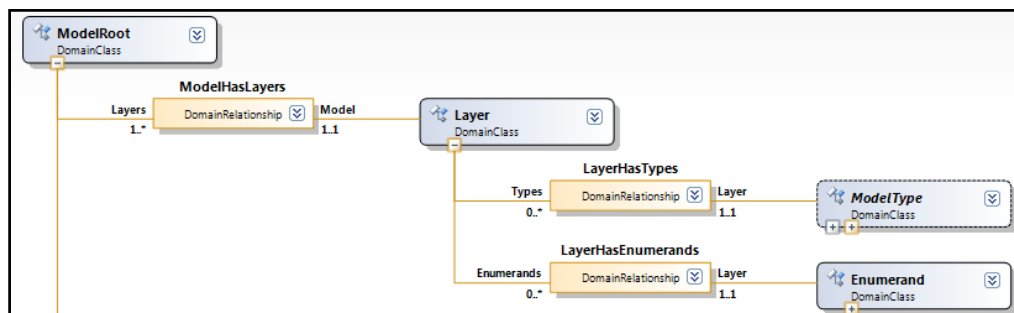 ModelRoot
DomainClass
ModelHasLayers
Layers
DomainRelationship
Model
1..*
1..1
Layer
DomainClass
LayerHasTypes
Types
DomainRelationship
Layer
0..*
1..1
ModelType
DomainClass
LayerHasEnumerands
Enumerands
DomainRelationship
Layer
0..*
1..1
Enumerand
DomainClass